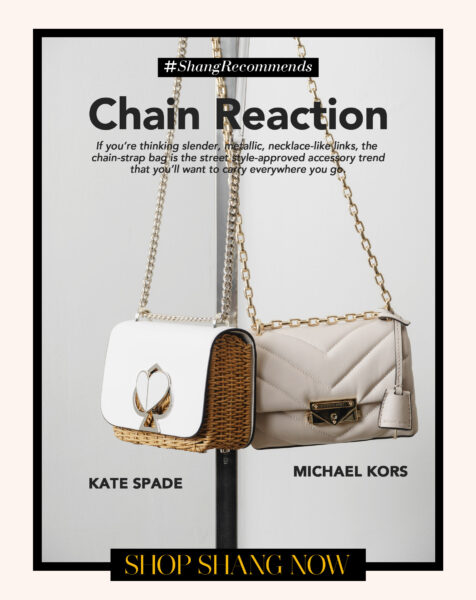 #ShangRecommends
Chain Reaction
If you're thinking slender, metallic, necklace-like links, the
chain-strap bag is the street style-approved accessory trend
that you'll want to carry everywhere you go.
MICHAEL KORS
KATE SPADE
SHOP SHANG NOW